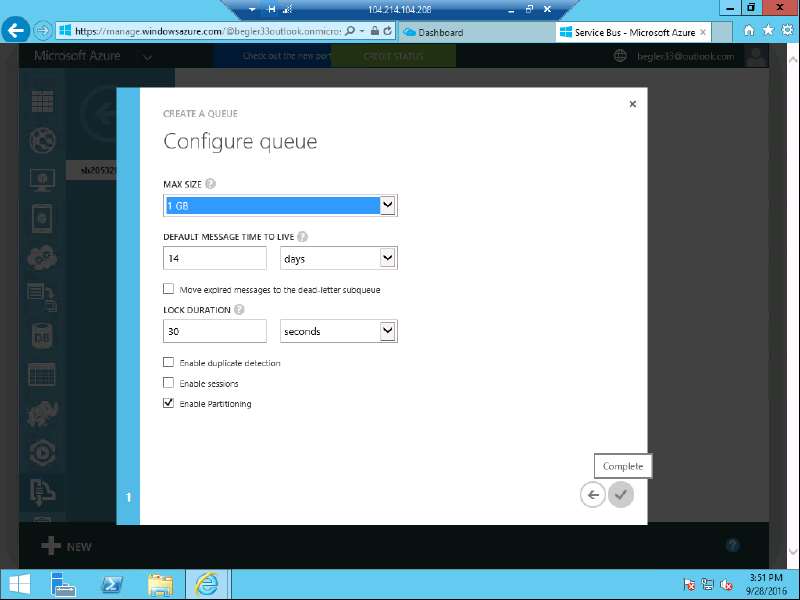 104.214.104.208
https://manage.windowsazure.com/@begler33outlook.onmicros
Dashboard
Service Bus - Microsoft Azure
Microsoft Azure
Check out the new port
CREDIT STATUS
begler33@outlook.com
CREATE A QUEUE
Configure queue
sb20532
MAX SIZE
1 GB
DEFAULT MESSAGE TIME TO LIVE
14
days
Move expired messages to the dead-letter subqueue
LOCK DURATION
30
seconds
Enable duplicate detection
Enable sessions
Enable Partitioning
DB
Complete
1
NEW
3:51 PM
9/28/2016